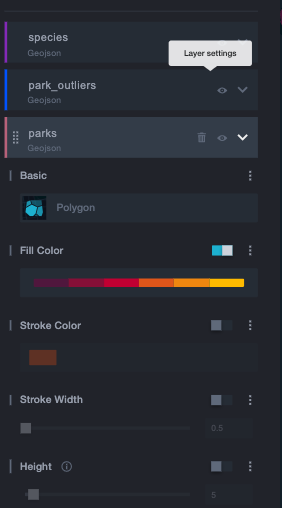 species
Geojson
Layer settings
park_outliers
Geojson
parks
Geojson
Basic
Polygon
Fill Color
Stroke Color
Stroke Width
0.5
Height
5